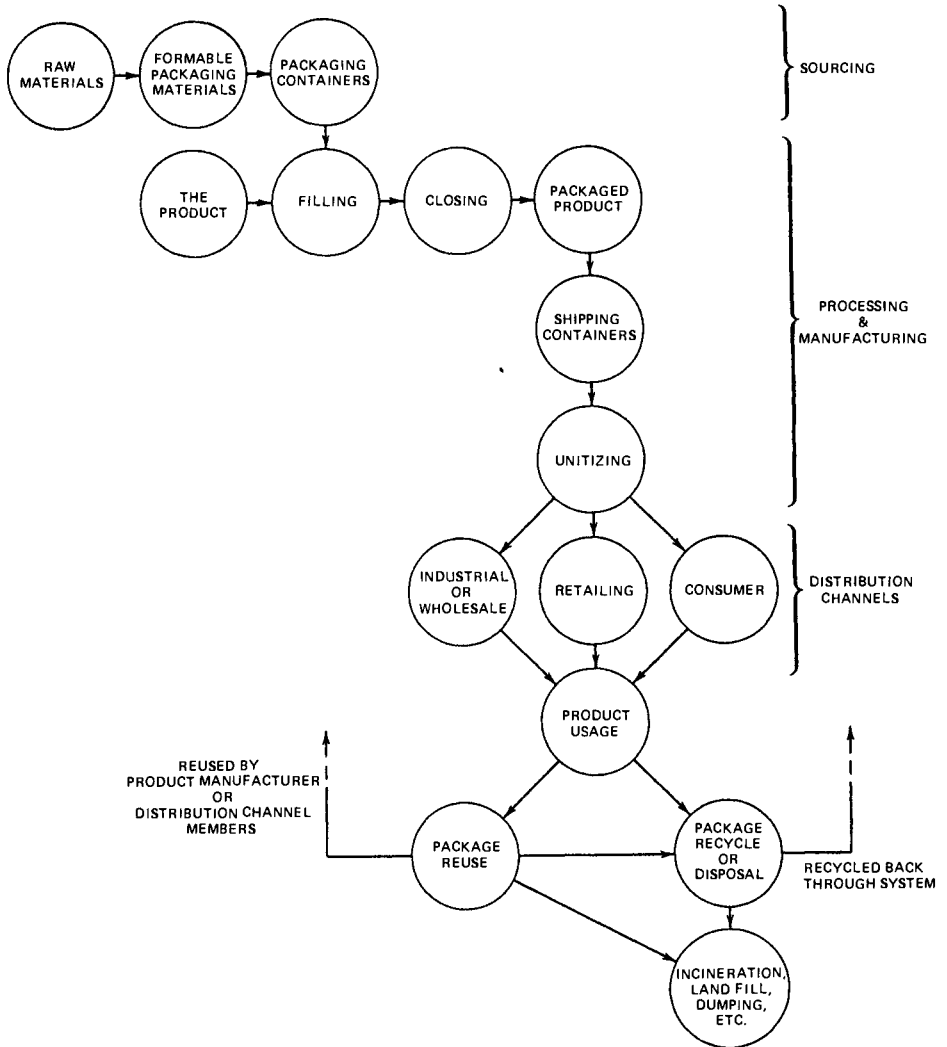 RAW
MATERIALS
FORMABLE
PACKAGING
MATERIALS
PACKAGING
CONTAINERS
SOURCING
THE
PRODUCT
FILLING
CLOSING
PACKAGED
PRODUCT
SHIPPING
CONTAINERS
PROCESSING
&
MANUFACTURING
UNITIZING
INDUSTRIAL
OR
WHOLESALE
RETAILING
CONSUMER
DISTRIBUTION
CHANNELS
PRODUCT
USAGE
REUSED BY
PRODUCT MANUFACTURER
OR
DISTRIBUTION CHANNEL
MEMBERS
PACKAGE
REUSE
PACKAGE
RECYCLE
OR
DISPOSAL
RECYCLED BACK
THROUGH SYSTEM
INCINERATION,
LAND FILL,
DUMPING,
ETC.